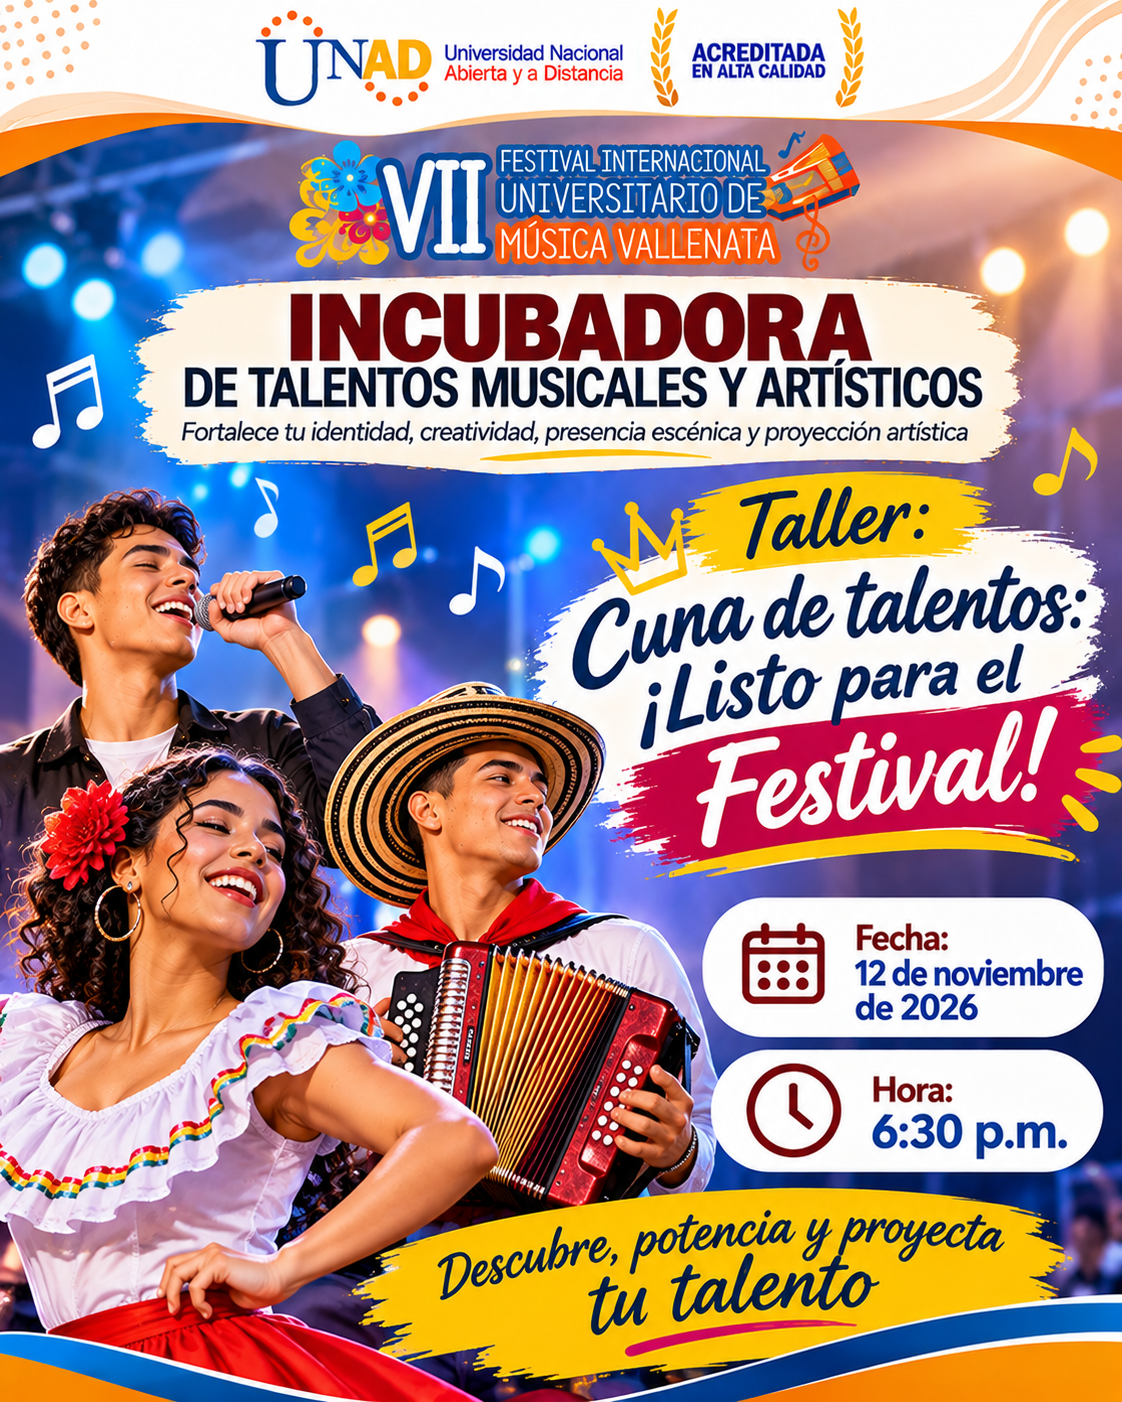 UNAD
Universidad Nacional
Abierta y a Distancia
ACREDITADA
EN ALTA CALIDAD
VII
FESTIVAL INTERNACIONAL
UNIVERSITARIO DE
MÚSICA VALLENATA
INCUBADORA
DE TALENTOS MUSICALES Y ARTÍSTICOS
Fortalece tu identidad, creatividad, presencia escénica y proyección artística
Taller:
Cuna de talentos:
¡Listo para el
Festival!
Fecha:
12 de noviembre
de 2026
Hora:
6:30 p.m.
Descubre, potencia y proyecta
tu talento